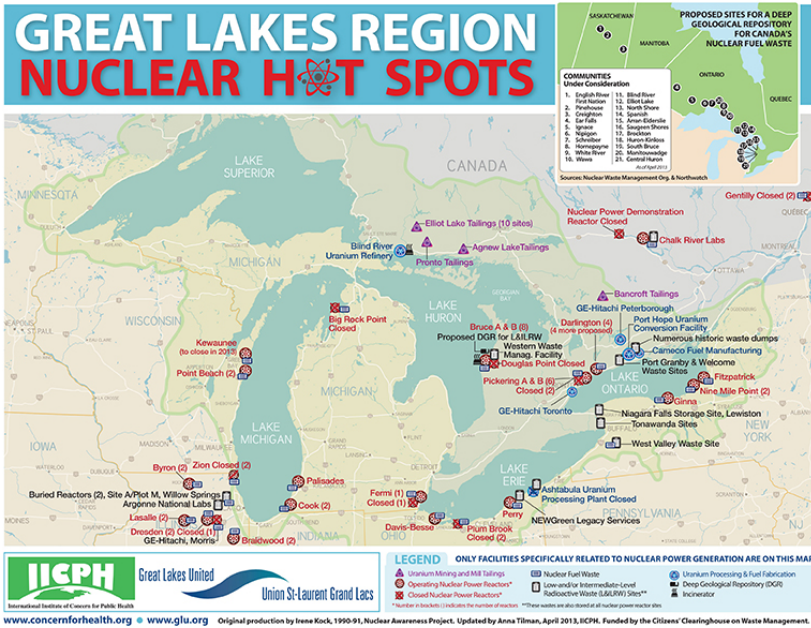 GREAT LAKES REGION
NUCLEAR HOT SPOTS
SASKATCHEWAN
MANITOBA
ONTARIO
QUEBEC
PROPOSED SITES FOR A DEEP
GEOLOGICAL REPOSITORY
FOR CANADA'S
NUCLEAR FUEL WASTE
COMMUNITIES
Under Consideration
1. English River
First Nation
2. Pinehouse
3. Creighton
4. Ear Falls
5. Ignace
6. Nipigon
7. Schreiber
8. Hornepayne
9. White River
10. Wawa
11. Blind River
12. Elliot Lake
13. North Shore
14. Spanish
15. Arran-Elderslie
16. Saugeen Shores
17. Brockton
18. Huron-Kinloss
19. South Bruce
20. Manitouwadge
21. Central Huron
As of April 2013
Sources: Nuclear Waste Management Org. & Northwatch
LAKE
SUPERIOR
CANADA
MINNESOTA
Gentilly Closed (2)
QUÉBEC
Nuclear Power Demonstration
Reactor Closed
Chalk River Labs
MONTREAL
OTTAWA
Elliot Lake Tailings (10 sites)
Blind River
Uranium Refinery
Agnew Lake Tailings
Pronto Tailings
MICHIGAN
WISCONSIN
GEORGIAN
BAY
Bancroft Tailings
LAKE
HURON
Big Rock Point
Closed
GE-Hitachi Peterborough
Port Hope Uranium
Conversion Facility
Darlington (4)
(4 more proposed)
Bruce A & B (8)
Proposed DGR for L&ILRW
Numerous historic waste dumps
Western Waste
Manag. Facility
Cameco Fuel Manufacturing
Kewaunee
(to close in 2013)
Point Beach (2)
Douglas Point Closed
Port Granby & Welcome
Waste Sites
Pickering A & B (6)
Closed (2)
LAKE
ONTARIO
Fitzpatrick
Nine Mile Point (2)
Ginna
MICHIGAN
GE-Hitachi Toronto
Niagara Falls Storage Site, Lewiston
Tonawanda Sites
NEW
YORK
LAKE
MICHIGAN
IOWA
MADISON
MILWAUKEE
BUFFALO
West Valley Waste Site
DETROIT
Byron (2)
Zion Closed (2)
LAKE
ERIE
Palisades
Buried Reactors (2), Site A/Plot M, Willow Springs
Argonne National Labs
Fermi (1)
Closed (1)
Ashtabula Uranium
Processing Plant Closed
Cook (2)
Lasalle (2)
Dresden (2) Closed (1)
GE-Hitachi, Morris
Braidwood (2)
INDIANA
OHIO
Davis-Besse
Plum Brook
Closed (2)
Perry
NEWGreen Legacy Services
PENNSYLVANIA
NJ
IICPH
International Institute of Concern for Public Health
Great Lakes United
Union St-Laurent Grand Lacs
LEGEND
ONLY FACILITIES SPECIFICALLY RELATED TO NUCLEAR POWER GENERATION ARE ON THIS MAP
Uranium Mining and Mill Tailings
Operating Nuclear Power Reactors*
Closed Nuclear Power Reactors*
Nuclear Fuel Waste
Low-and/or Intermediate-Level
Radioactive Waste (L&ILRW) Sites**
Uranium Processing & Fuel Fabrication
Deep Geological Repository (DGR)
Incinerator
* Number in brackets ( ) indicates the number of reactors
**These wastes are also stored at all nuclear power reactor sites
www.concernforhealth.org • www.glu.org
Original production by Irene Kock, 1990-91, Nuclear Awareness Project. Updated by Anna Tilman, April 2013, IICPH. Funded by the Citizens' Clearinghouse on Waste Management.